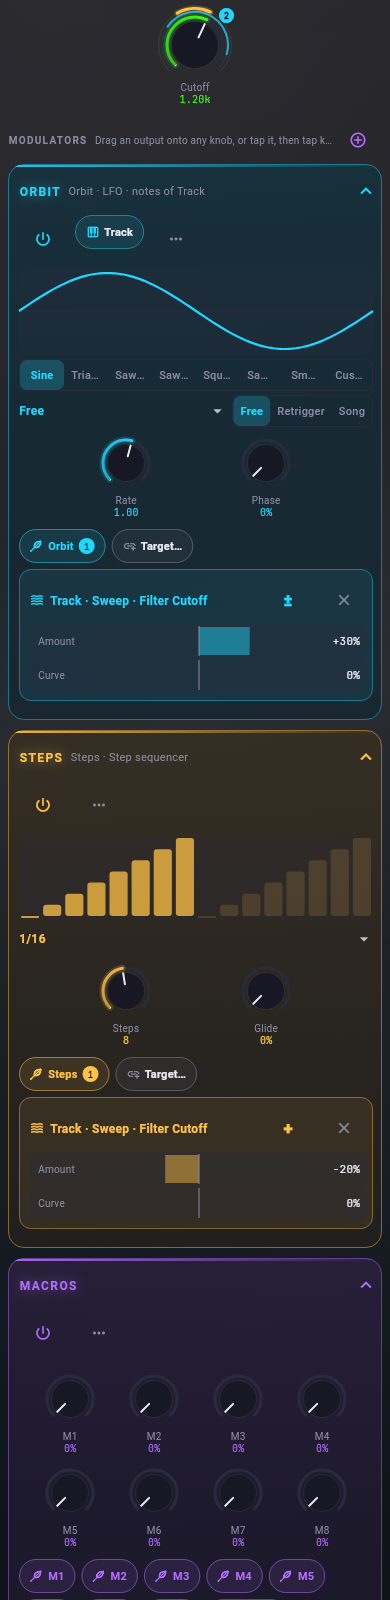 2
Cutoff
1.20k
MODULATORS Drag an output onto any knob, or tap it, then tap k...
ORBIT Orbit · LFO · notes of Track
Track
Sine Tria... Saw... Saw... Squ... Sa... Sm... Cus...
Free Free Retrigger Song
Rate Phase
1.00 0%
Orbit 1 Target...
Track · Sweep · Filter Cutoff
Amount +30%
Curve 0%
STEPS Steps · Step sequencer
1/16
Steps Glide
8 0%
Steps 1 Target...
Track · Sweep · Filter Cutoff
Amount -20%
Curve 0%
MACROS
M1 M2 M3 M4
0% 0% 0% 0%
M5 M6 M7 M8
0% 0% 0% 0%
M1 M2 M3 M4 M5